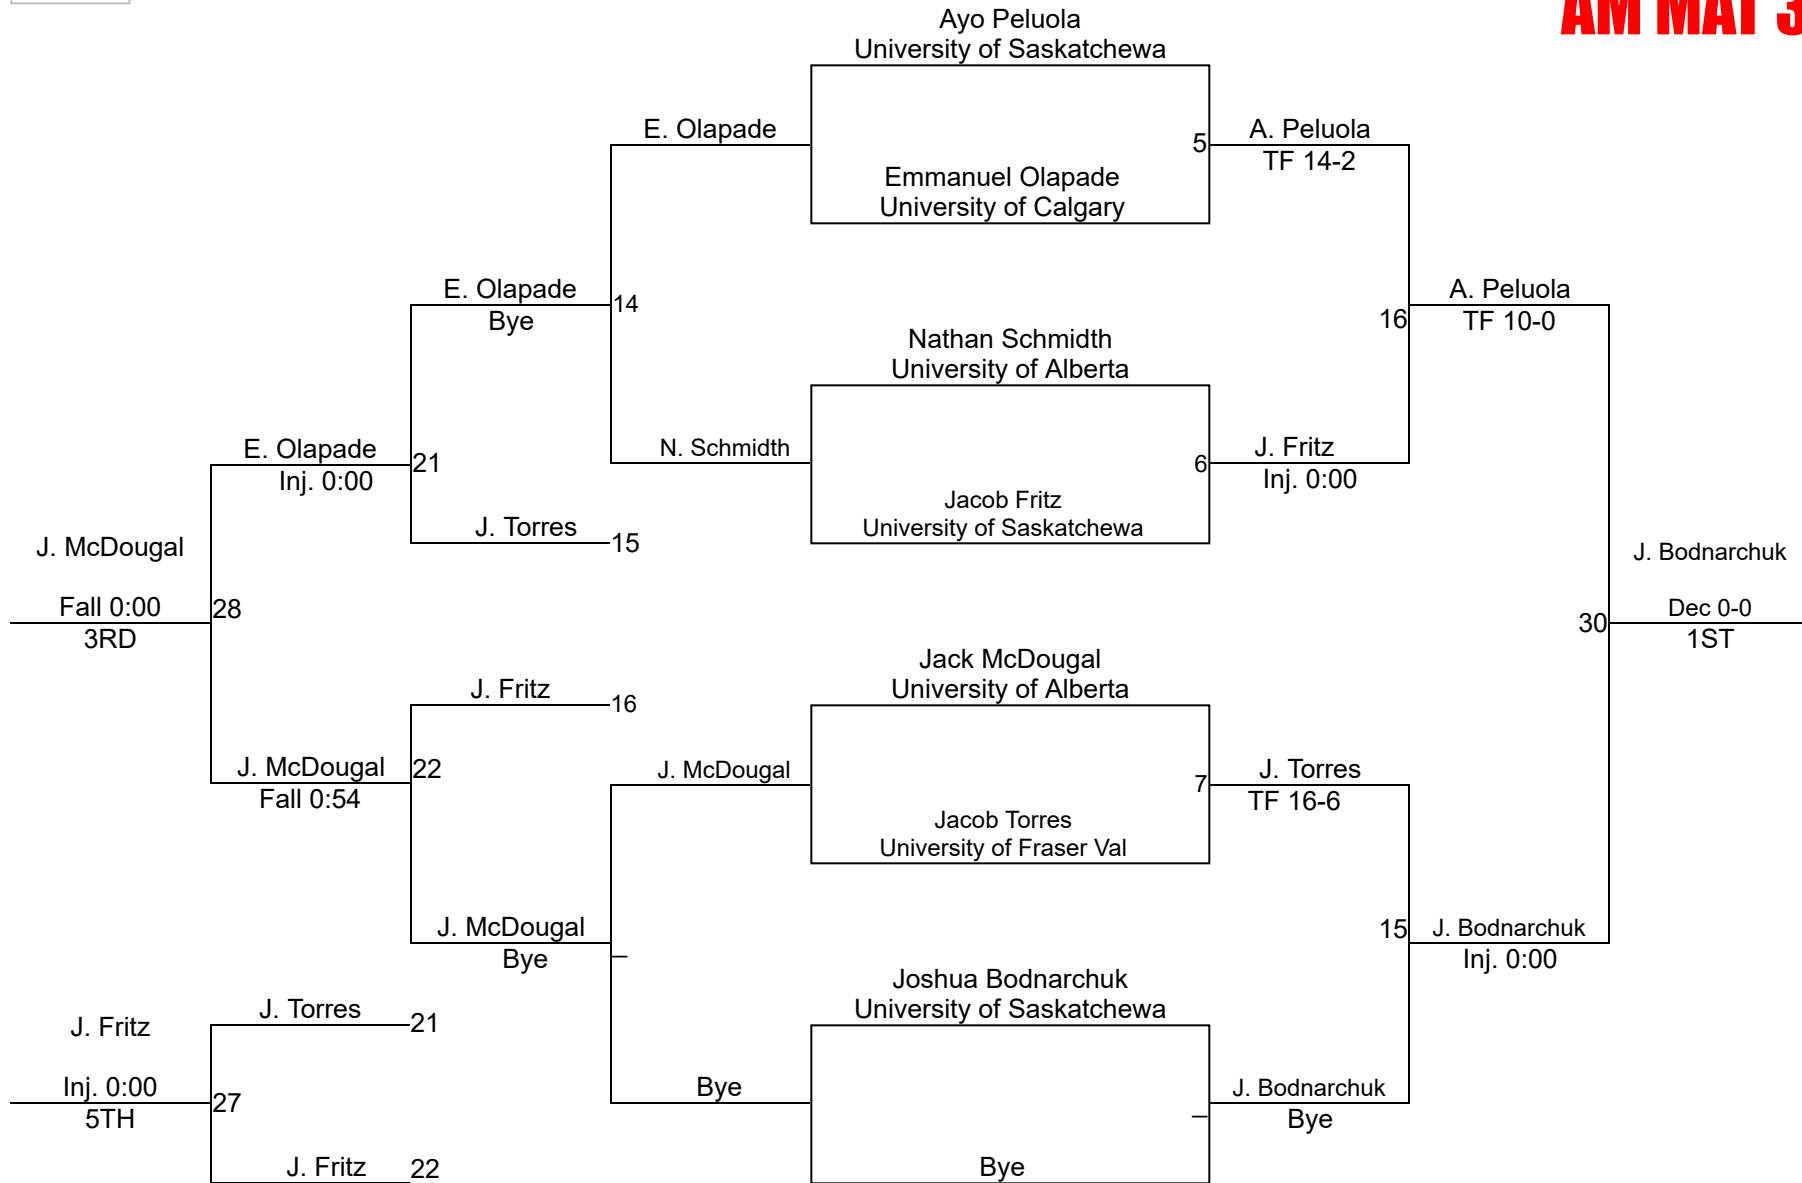 AM MAT 3
Ayo Peluola
University of Saskatchewa
E. Olapade
5
A. Peluola
TF 14-2
Emmanuel Olapade
University of Calgary
E. Olapade
Bye
14
A. Peluola
TF 10-0
16
Nathan Schmidth
University of Alberta
E. Olapade
Inj. 0:00
21
N. Schmidth
6
J. Fritz
Inj. 0:00
Jacob Fritz
University of Saskatchewa
J. Torres
15
J. McDougal
Fall 0:00
3RD
28
J. Bodnarchuk
Dec 0-0
1ST
30
Jack McDougal
University of Alberta
J. Fritz
16
J. McDougal
Fall 0:54
22
J. McDougal
7
J. Torres
TF 16-6
Jacob Torres
University of Fraser Val
J. McDougal
Bye
–
15
J. Bodnarchuk
Inj. 0:00
Joshua Bodnarchuk
University of Saskatchewa
J. Torres
21
J. Fritz
Inj. 0:00
5TH
27
Bye
–
J. Bodnarchuk
Bye
J. Fritz
22
Bye